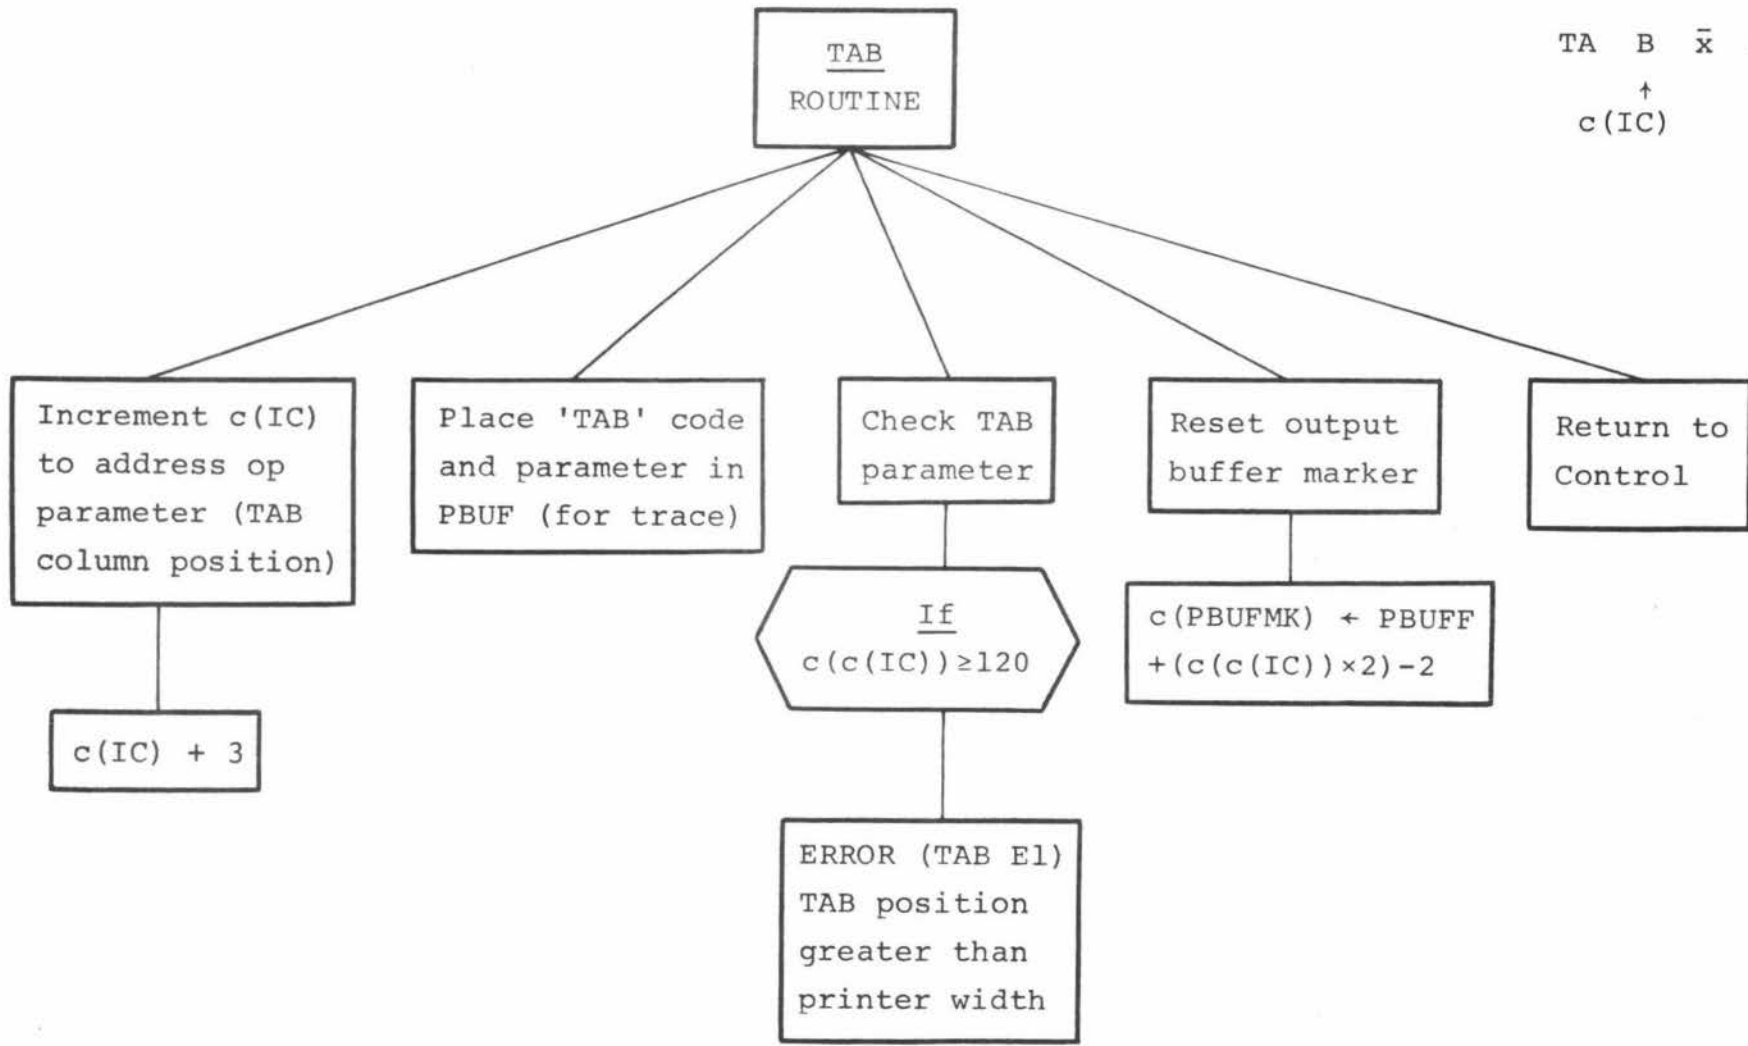 TAB
ROUTINE
TA B x̄
↑
c(IC)
Increment c(IC)
to address op
parameter (TAB
column position)
c(IC) + 3
Place 'TAB' code
and parameter in
PBUF (for trace)
Check TAB
parameter
If
c(c(IC))≥120
ERROR (TAB E1)
TAB position
greater than
printer width
Reset output
buffer marker
c(PBUFMK) ← PBUFF
+(c(c(IC))×2)-2
Return to
Control